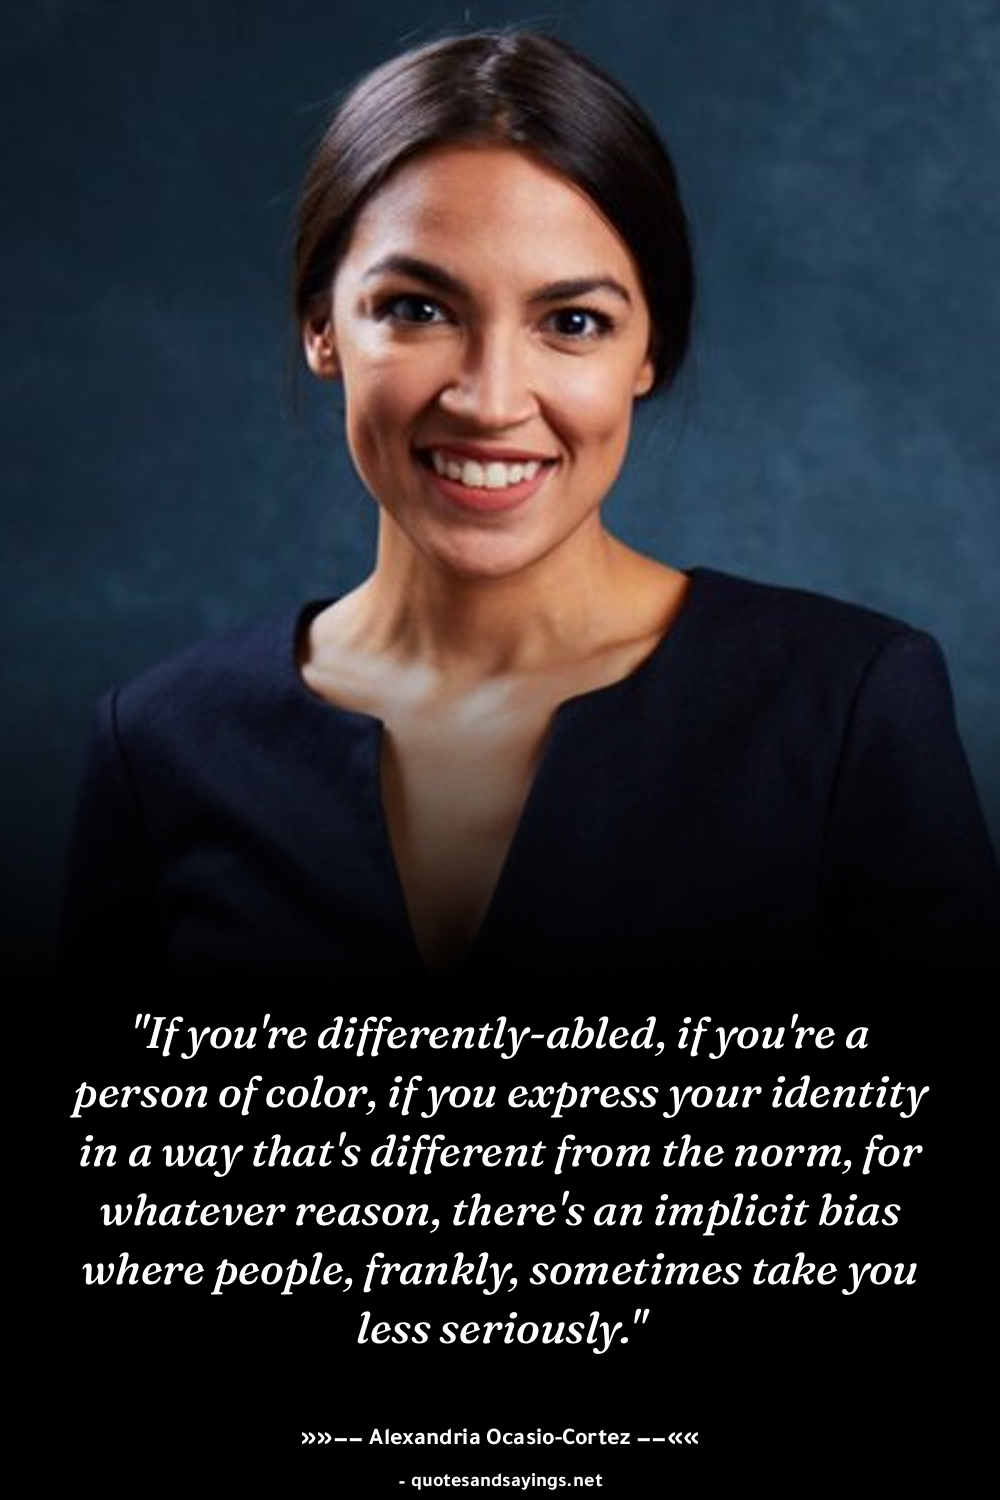 "If you're differently-abled, if you're a
person of color, if you express your identity
in a way that's different from the norm, for
whatever reason, there's an implicit bias
where people, frankly, sometimes take you
less seriously."
»»−− Alexandria Ocasio-Cortez −−««
- quotesandsayings.net